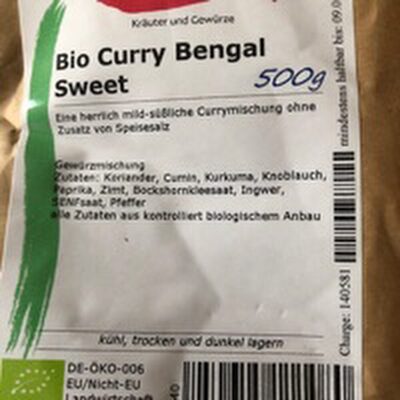 Kräuter und Gewürze
Bio Curry Bengal
Sweet
500g
Eine herrlich mild-süßliche Currymischung ohne
Zusatz von Speisesalz
Gewürzmischung
Zutaten: Koriander, Cumin, Kurkuma, Knoblauch,
Paprika, Zimt, Bockshornkleesaat, Ingwer,
SENFsaat, Pfeffer
alle Zutaten aus kontrolliert biologischem Anbau
kühl, trocken und dunkel lagern
DE-ÖKO-006
EU/Nicht-EU
Landwirtschaft
mindestens haltbar bis: 09.0
Charge: 140581
40